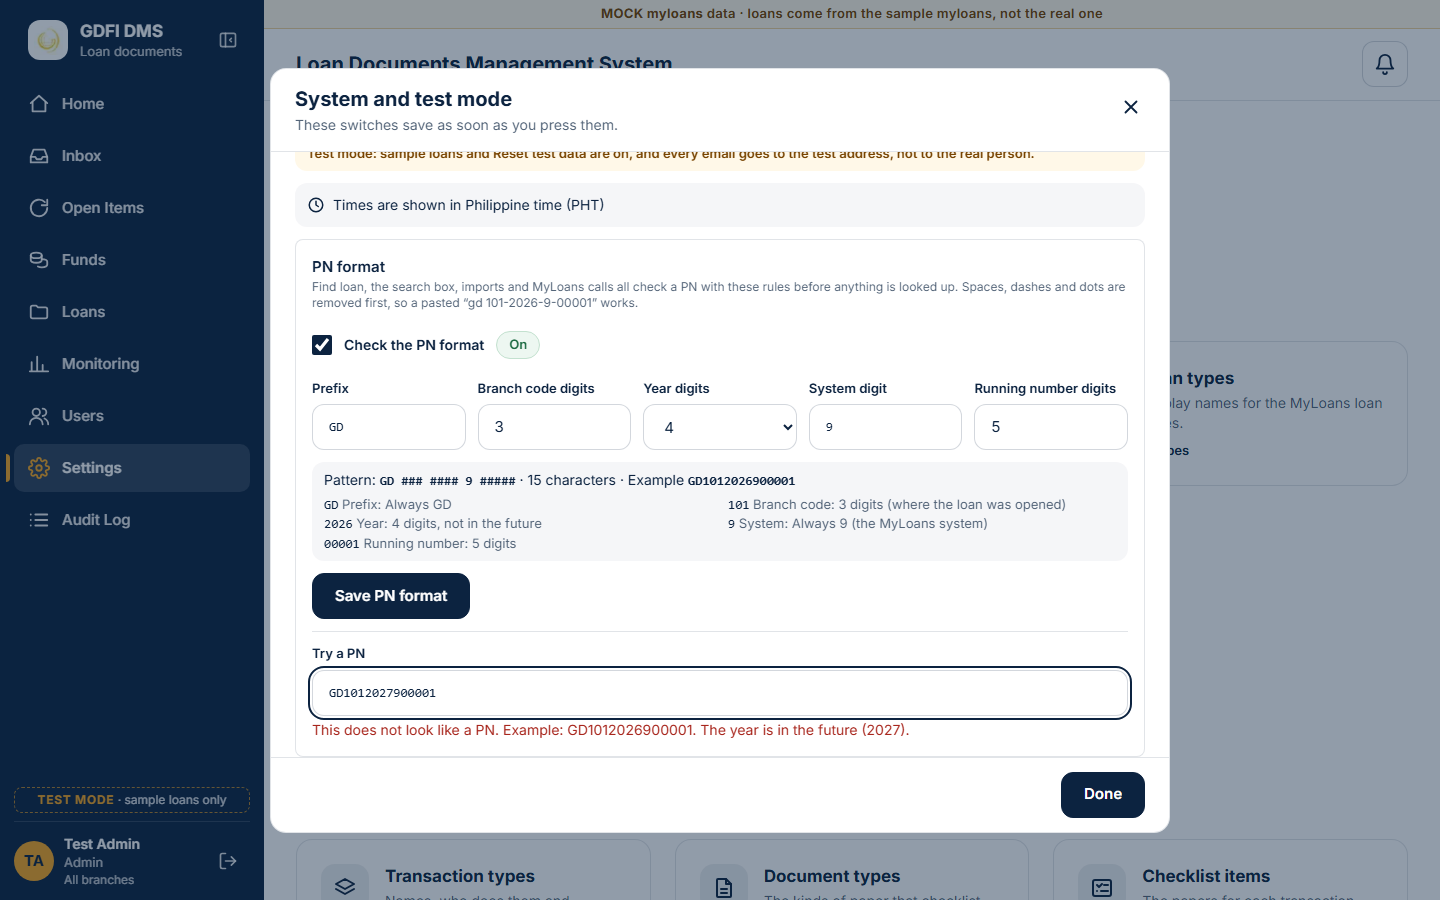 MOCK myloans data · loans come from the sample myloans, not the real one
GDFI DMS
Loan documents
Home
Inbox
Open Items
Funds
Loans
Monitoring
Users
Settings
Audit Log
TEST MODE · sample loans only
TA
Test Admin
Admin
All branches
Loan Documents Management System
System and test mode
These switches save as soon as you press them.
Test mode: sample loans and Reset test data are on, and every email goes to the test address, not to the real person.
Times are shown in Philippine time (PHT)
PN format
Find loan, the search box, imports and MyLoans calls all check a PN with these rules before anything is looked up. Spaces, dashes and dots are
removed first, so a pasted “gd 101-2026-9-00001” works.
Check the PN format On
Prefix Branch code digits Year digits System digit Running number digits
GD 3 4 9 5
Pattern: GD ### #### 9 ##### · 15 characters · Example GD1012026900001
GD Prefix: Always GD 101 Branch code: 3 digits (where the loan was opened)
2026 Year: 4 digits, not in the future 9 System: Always 9 (the MyLoans system)
00001 Running number: 5 digits
Save PN format
Try a PN
GD1012027900001
This does not look like a PN. Example: GD1012026900001. The year is in the future (2027).
Done
types
names for the MyLoans loan
Transaction types
Document types
Checklist items